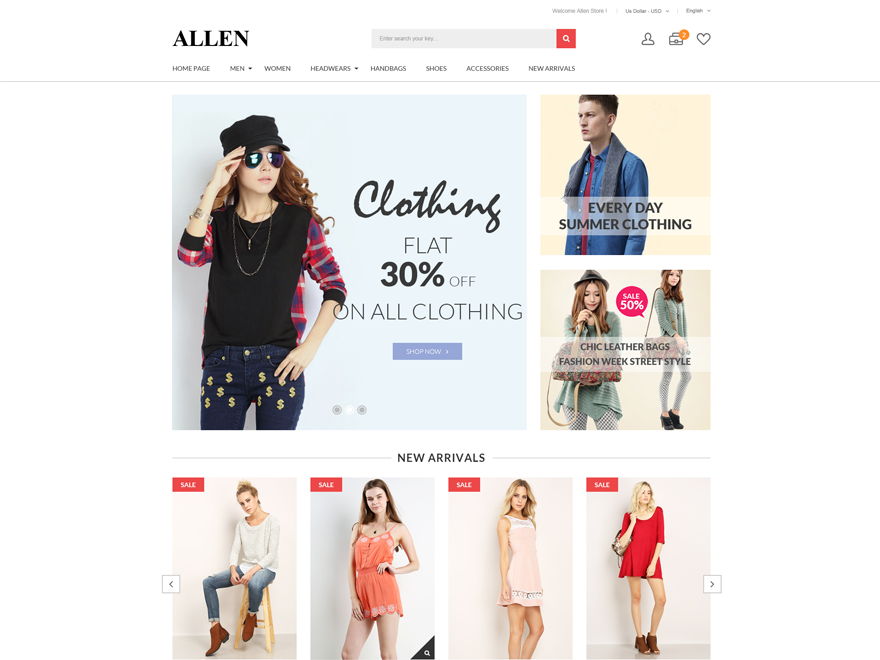 Welcome Allen Store !
Us Dollar - USD
English
ALLEN
Enter search your key...
2
HOME PAGE
MEN
WOMEN
HEADWEARS
HANDBAGS
SHOES
ACCESSORIES
NEW ARRIVALS
Clothing
FLAT
30% OFF
ON ALL CLOTHING
SHOP NOW
EVERY DAY
SUMMER CLOTHING
SALE
50%
CHIC LEATHER BAGS
FASHION WEEK STREET STYLE
NEW ARRIVALS
SALE
SALE
SALE
SALE